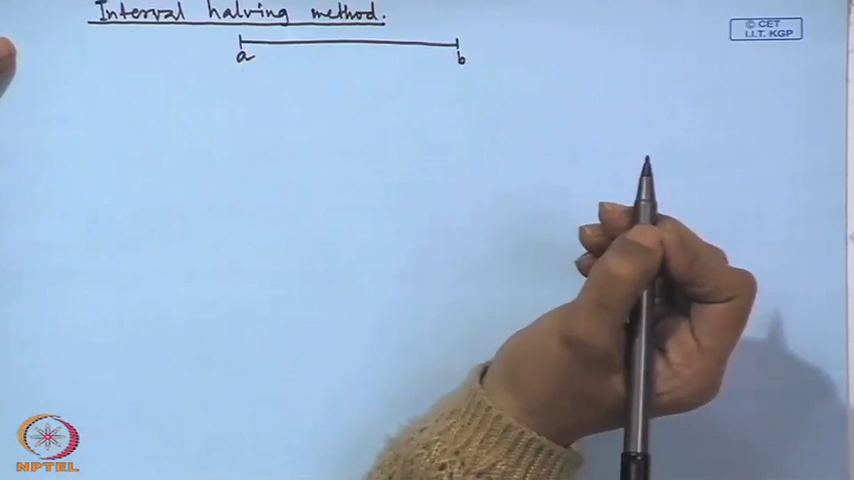 Interval halving method.
a b
© CET
I.I.T. KGP
NPTEL